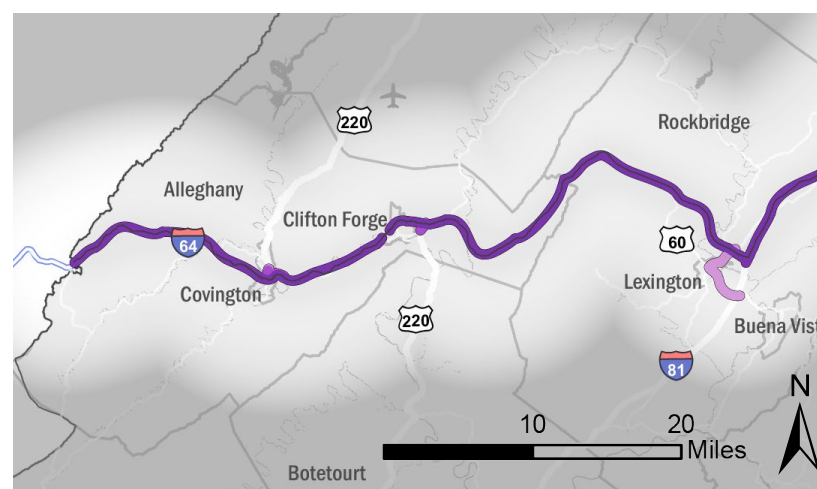 Rockbridge
220
Alleghany
Clifton Forge
64
60
Covington
Lexington
220
Buena Vist
81
N
10
20
Miles
Botetourt